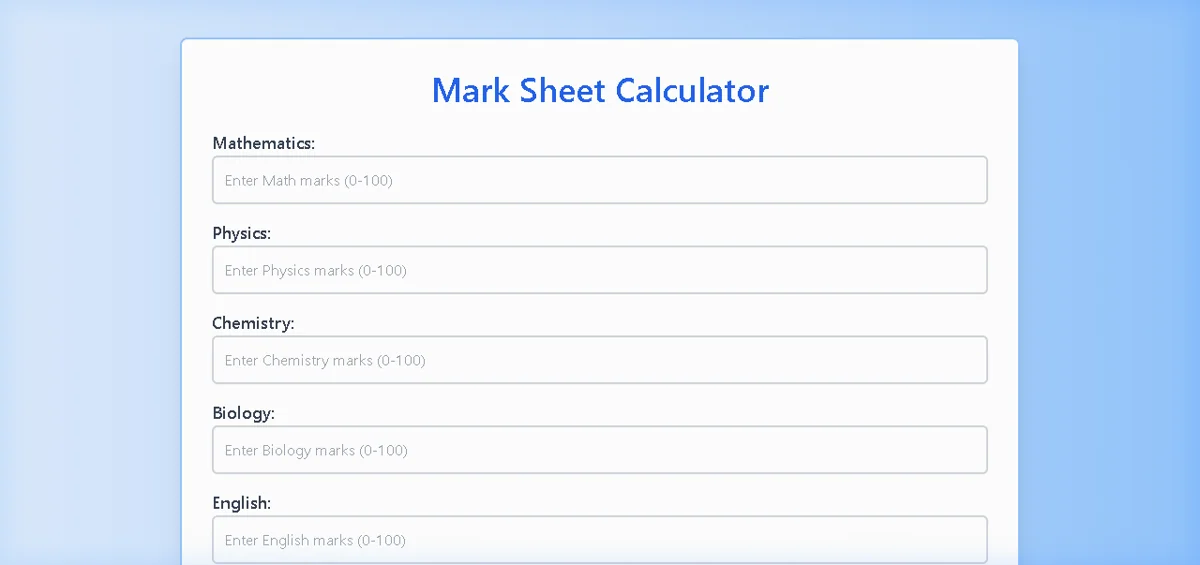 Mark Sheet Calculator
Mathematics:
Enter Math marks (0-100)
Physics:
Enter Physics marks (0-100)
Chemistry:
Enter Chemistry marks (0-100)
Biology:
Enter Biology marks (0-100)
English:
Enter English marks (0-100)